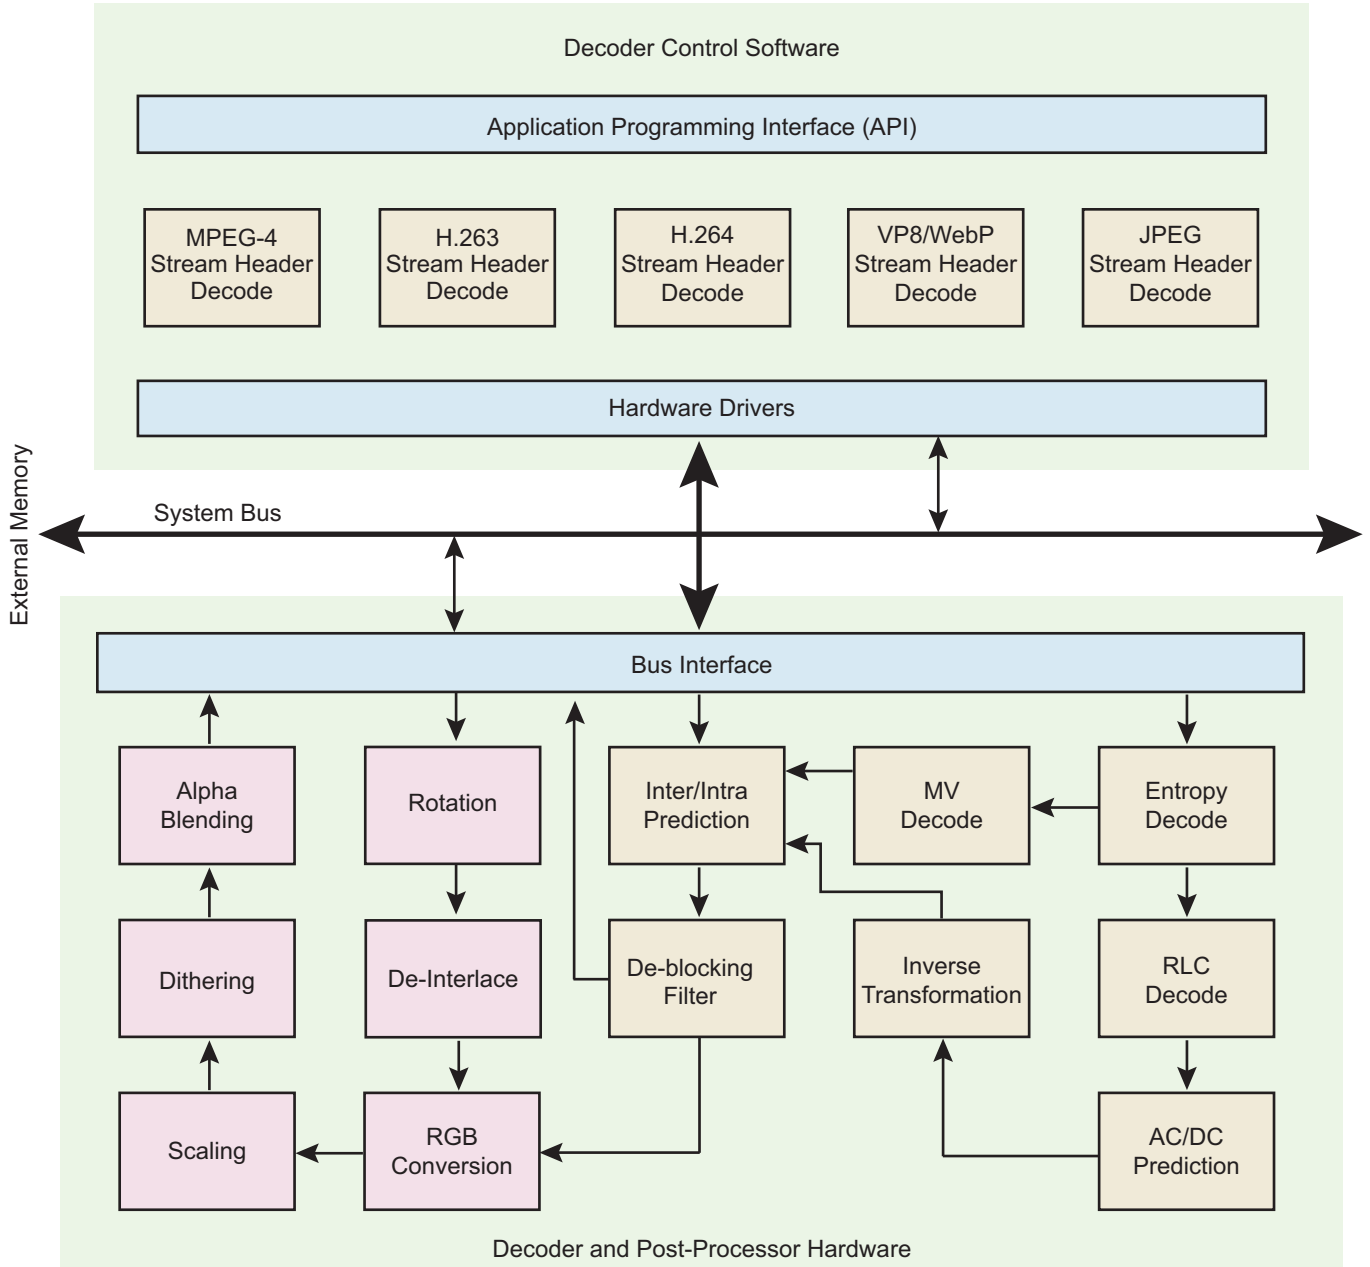 Decoder Control Software
Application Programming Interface (API)
MPEG-4
Stream Header
Decode
H.263
Stream Header
Decode
H.264
Stream Header
Decode
VP8/WebP
Stream Header
Decode
JPEG
Stream Header
Decode
Hardware Drivers
External Memory
System Bus
Bus Interface
Alpha
Blending
Rotation
Inter/Intra
Prediction
MV
Decode
Entropy
Decode
Dithering
De-Interlace
De-blocking
Filter
Inverse
Transformation
RLC
Decode
Scaling
RGB
Conversion
AC/DC
Prediction
Decoder and Post-Processor Hardware